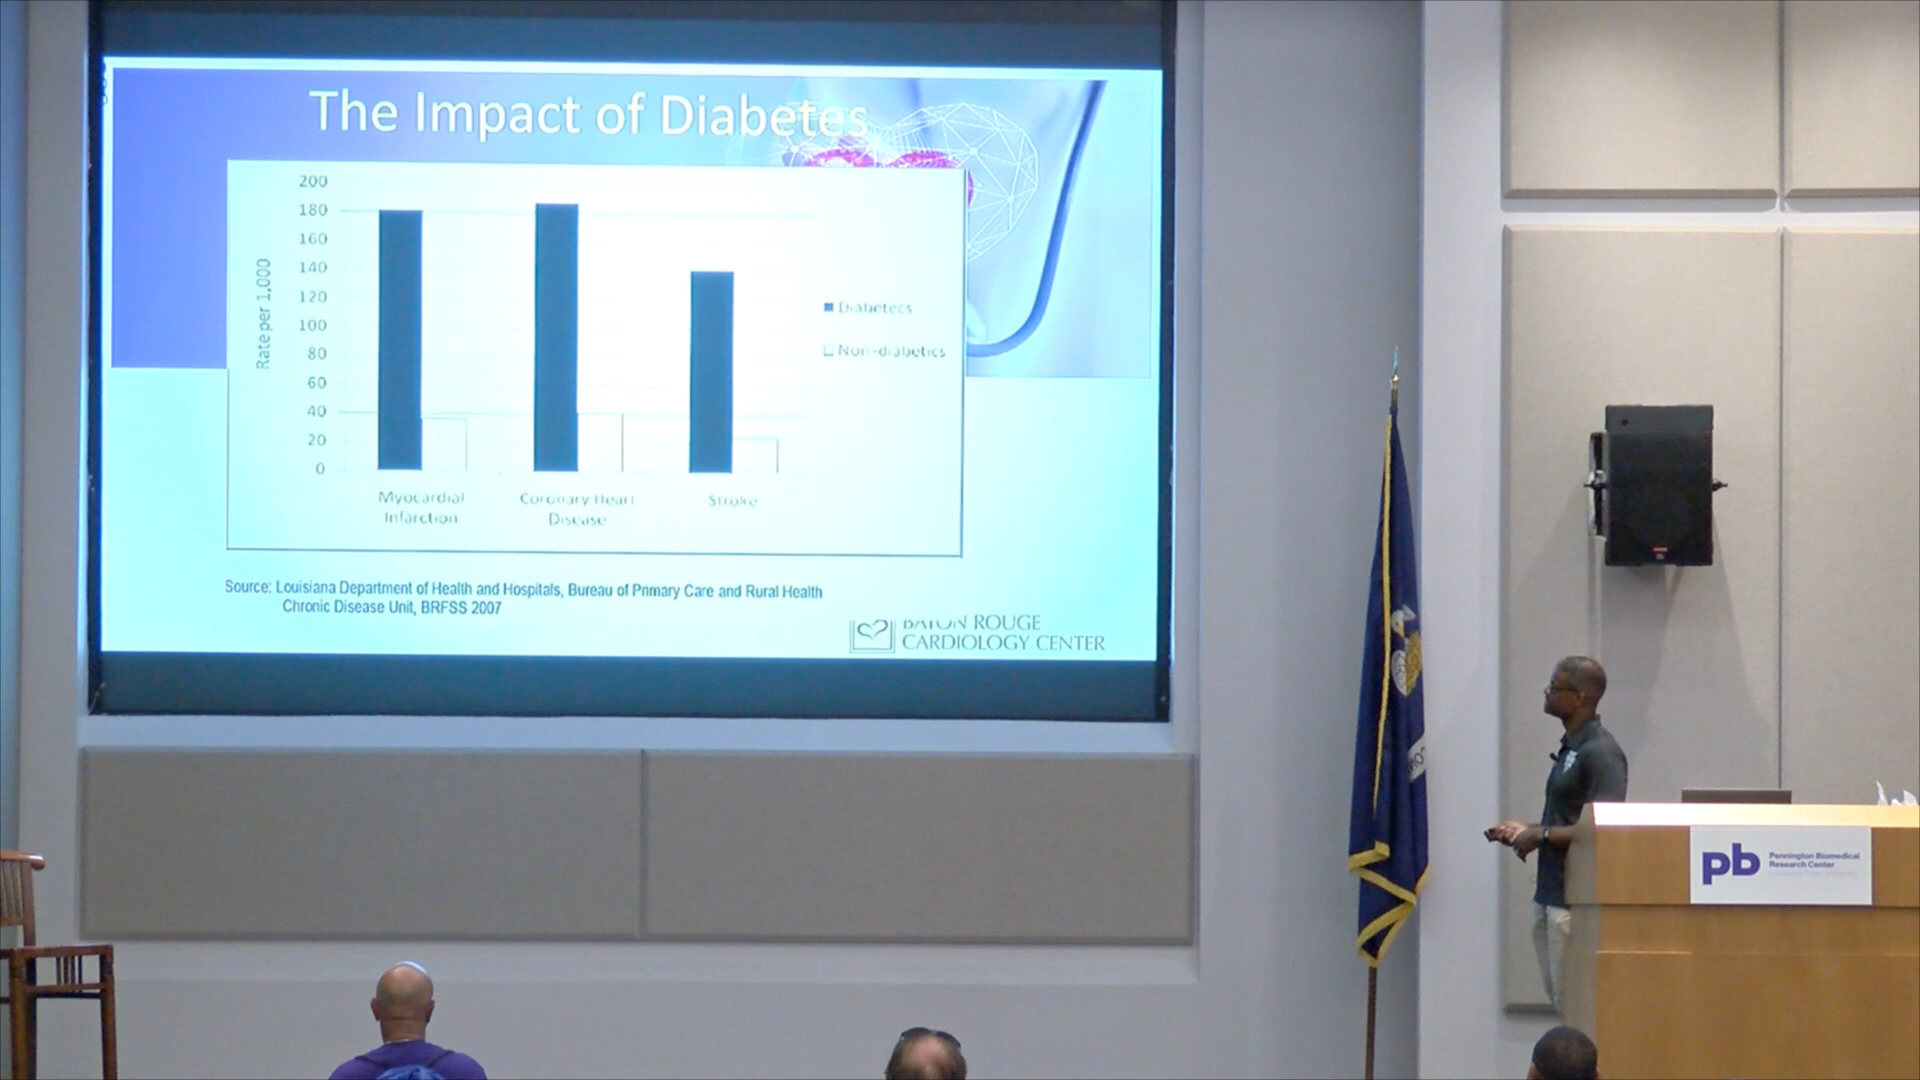 The Impact of Diabetes
200
180
160
140
120
100
80
60
40
20
0
Rate per 1,000
Diabetecs
Non-diabetics
Myocardial
Infarction
Coronary Heart
Disease
Stroke
Source: Louisiana Department of Health and Hospitals, Bureau of Primary Care and Rural Health
Chronic Disease Unit, BRFSS 2007
BATON ROUGE
CARDIOLOGY CENTER
pb
Pennington Biomedical
Research Center